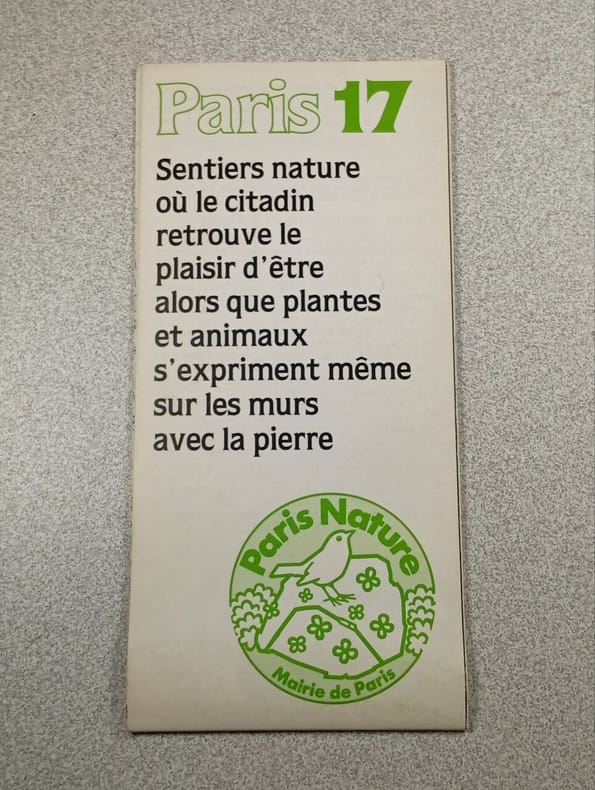 Paris 17
Sentiers nature
où le citadin
retrouve le
plaisir d'être
alors que plantes
et animaux
s'expriment même
sur les murs
avec la pierre
Paris Nature
Mairie de Paris